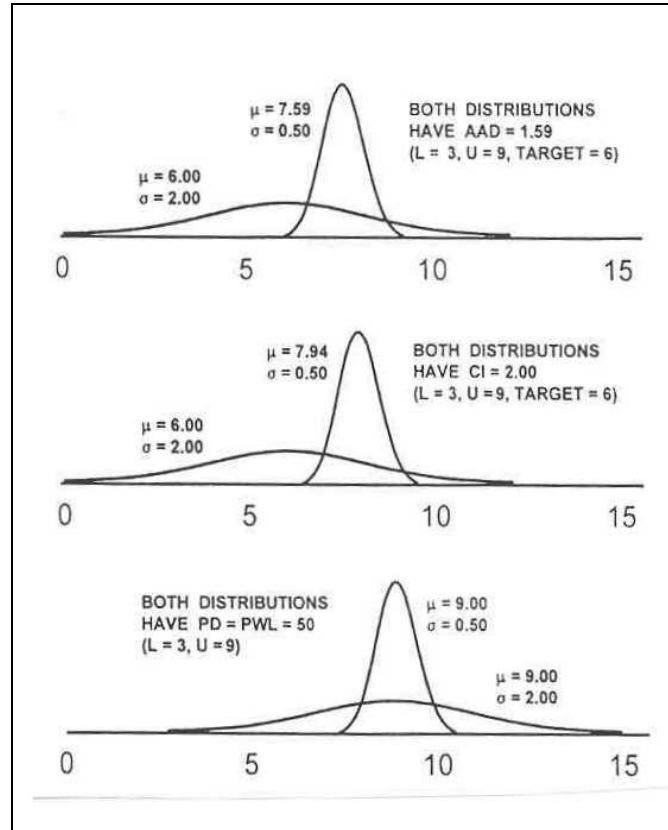 μ = 7.59
σ = 0.50
BOTH DISTRIBUTIONS
HAVE AAD = 1.59
(L = 3, U = 9, TARGET = 6)
μ = 6.00
σ = 2.00
0 5 10 15
μ = 7.94
σ = 0.50
BOTH DISTRIBUTIONS
HAVE CI = 2.00
(L = 3, U = 9, TARGET = 6)
μ = 6.00
σ = 2.00
0 5 10 15
BOTH DISTRIBUTIONS
HAVE PD = PWL = 50
(L = 3, U = 9)
μ = 9.00
σ = 0.50
μ = 9.00
σ = 2.00
0 5 10 15